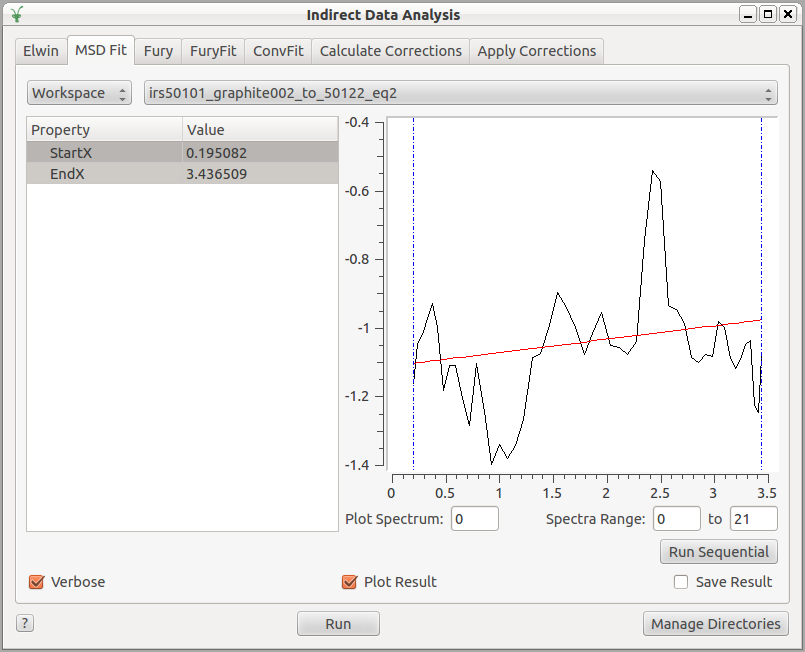 Indirect Data Analysis
Elwin MSD Fit Fury FuryFit ConvFit Calculate Corrections Apply Corrections
Workspace irs50101_graphite002_to_50122_eq2
Property Value
StartX 0.195082
EndX 3.436509
-0.4
-0.6
-0.8
-1
-1.2
-1.4
0 0.5 1 1.5 2 2.5 3 3.5
Plot Spectrum: 0 Spectra Range: 0 to 21
Run Sequential
Verbose Plot Result Save Result
? Run Manage Directories